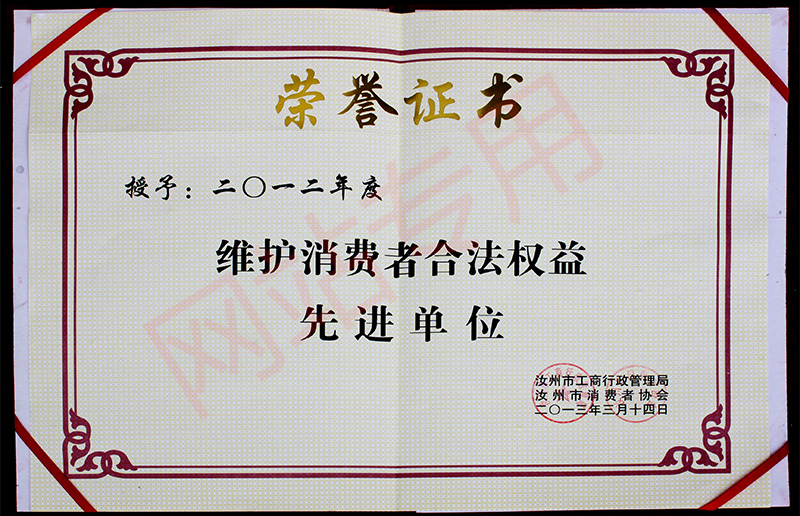 荣誉证书
授予：二〇一二年度
维护消费者合法权益
先进单位
汝州市工商行政管理局
汝州市消费者协会
二〇一三年三月十四日
网站专用